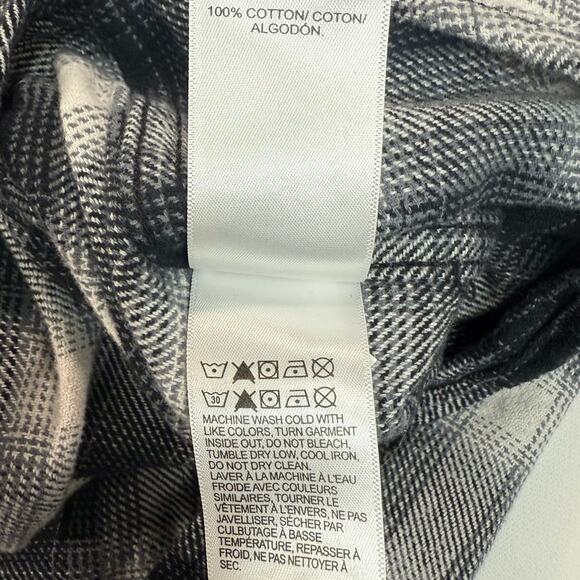 100% COTTON/ COTON/
ALGODÓN.
30
MACHINE WASH COLD WITH
LIKE COLORS, TURN GARMENT
INSIDE OUT, DO NOT BLEACH,
TUMBLE DRY LOW, COOL IRON,
DO NOT DRY CLEAN.
LAVER À LA MACHINE À L'EAU
FROIDE AVEC COULEURS
SIMILAIRES, TOURNER LE
VÊTEMENT À L'ENVERS, NE PAS
JAVELLISER, SÉCHER PAR
CULBUTAGE À BASSE
TEMPÉRATURE, REPASSER À
FROID, NE PAS NETTOYER À
SEC.